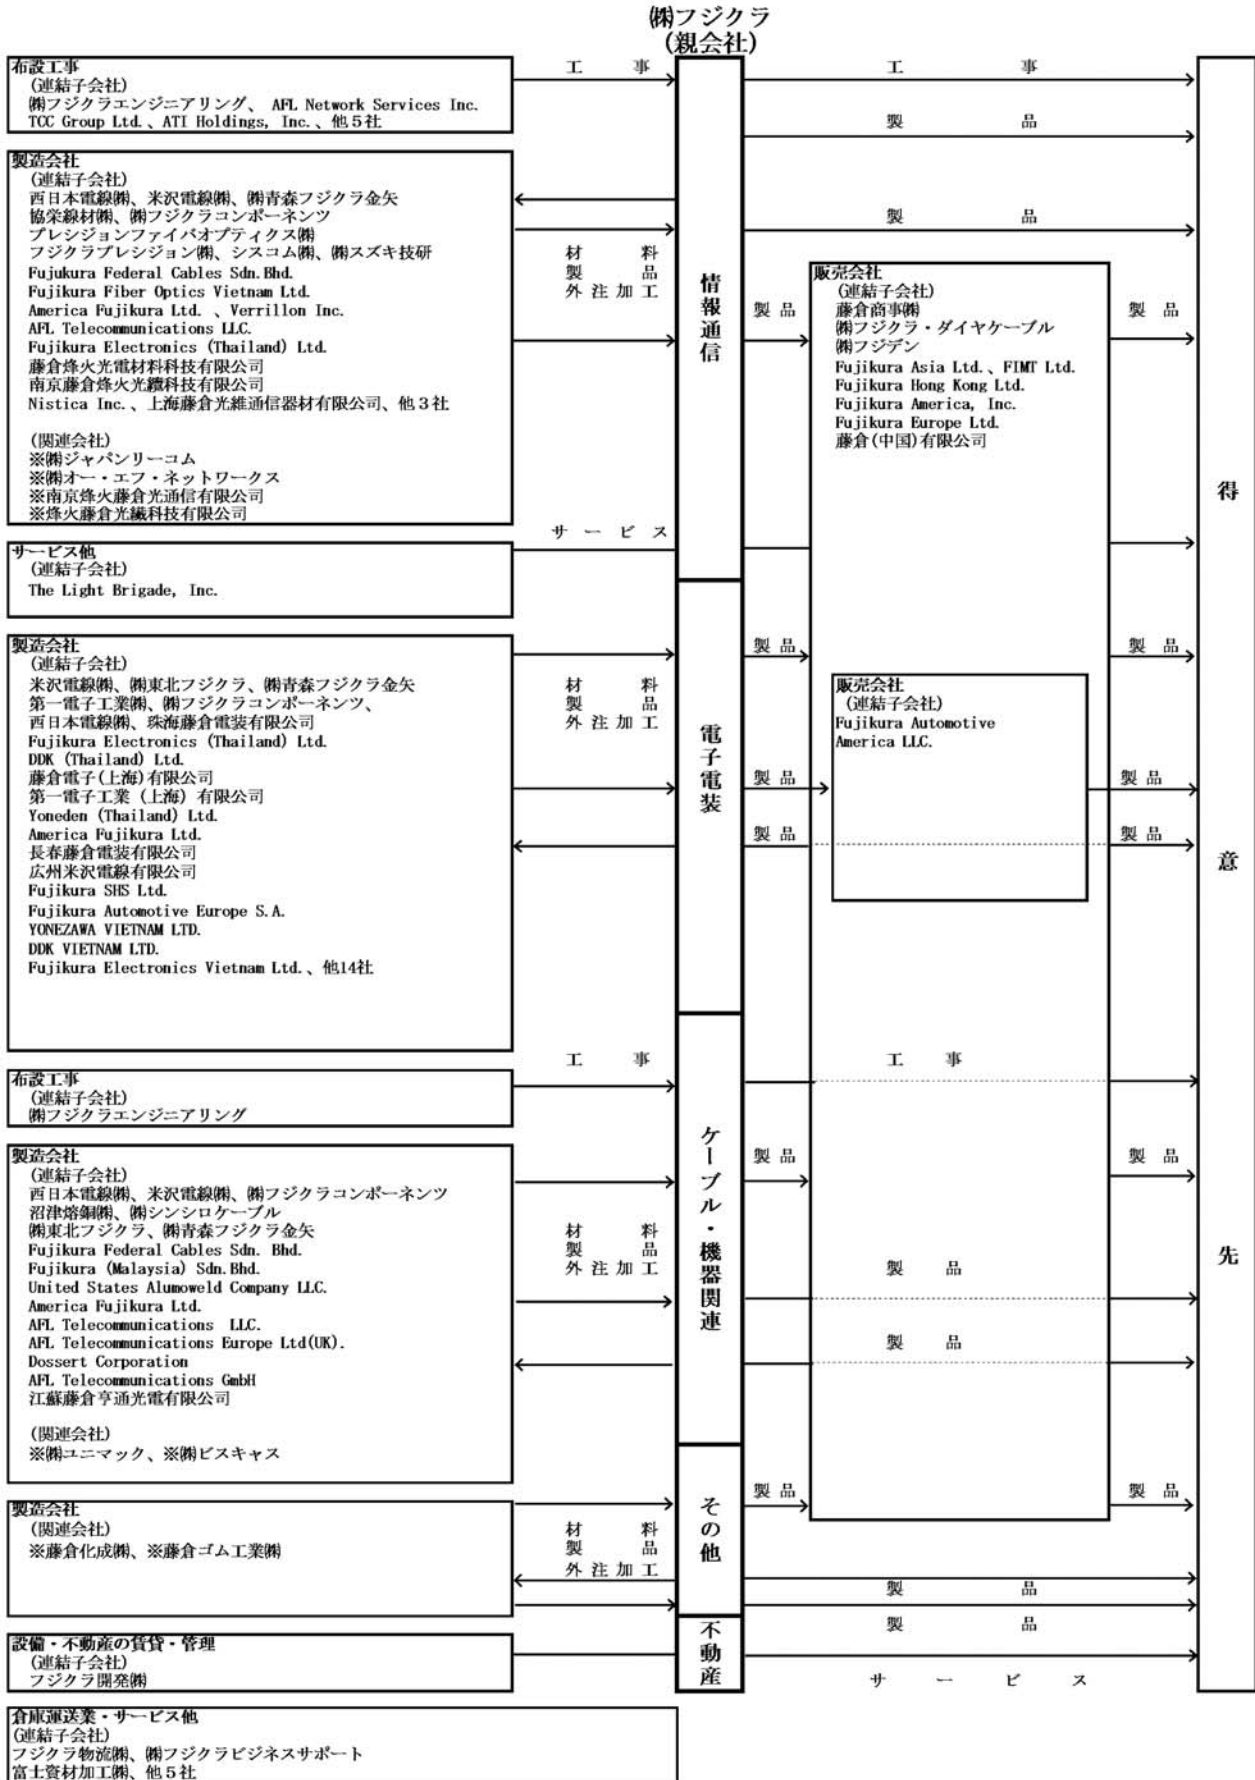 ㈱フジクラ
(親会社)
布設工事
(連結子会社)
㈱フジクラエンジニアリング、 AFL Network Services Inc.
TCC Group Ltd.、ATI Holdings, Inc.、他5社
工 事
工 事
製 品
製造会社
(連結子会社)
西日本電線㈱、米沢電線㈱、㈱青森フジクラ金矢
協栄線材㈱、㈱フジクラコンポーネンツ
プレシジョンファイバオプティクス㈱
フジクラプレシジョン㈱、シスコム㈱、㈱スズキ技研
Fujukura Federal Cables Sdn.Bhd.
Fujikura Fiber Optics Vietnam Ltd.
America Fujikura Ltd. 、Verrillon Inc.
AFL Telecommunications LLC.
Fujikura Electronics (Thailand) Ltd.
藤倉烽火光電材料科技有限公司
南京藤倉烽火光纜科技有限公司
Nistica Inc.、上海藤倉光維通信器材有限公司、他3社
(関連会社)
※㈱ジャパンリーコム
※㈱オー・エフ・ネットワークス
※南京烽火藤倉光通信有限公司
※烽火藤倉光纖科技有限公司
材 料
製 品
外注加工
情報通信
製 品
製 品
販売会社
(連結子会社)
藤倉商事㈱
㈱フジクラ・ダイヤケーブル
㈱フジデン
Fujikura Asia Ltd.、FIMT Ltd.
Fujikura Hong Kong Ltd.
Fujikura America, Inc.
Fujikura Europe Ltd.
藤倉(中国)有限公司
製 品
得意先
サービス他
(連結子会社)
The Light Brigade, Inc.
サ ー ビ ス
製造会社
(連結子会社)
米沢電線㈱、㈱東北フジクラ、㈱青森フジクラ金矢
第一電子工業㈱、㈱フジクラコンポーネンツ、
西日本電線㈱、珠海藤倉電装有限公司
Fujikura Electronics (Thailand) Ltd.
DDK (Thailand) Ltd.
藤倉電子(上海)有限公司
第一電子工業（上海）有限公司
Yoneden (Thailand) Ltd.
America Fujikura Ltd.
長春藤倉電装有限公司
広州米沢電線有限公司
Fujikura SHS Ltd.
Fujikura Automotive Europe S.A.
YONEZAWA VIETNAM LTD.
DDK VIETNAM LTD.
Fujikura Electronics Vietnam Ltd.、他14社
材 料
製 品
外注加工
電子電装
製 品
製 品
販売会社
(連結子会社)
Fujikura Automotive
America LLC.
製 品
製 品
製 品
製 品
布設工事
(連結子会社)
㈱フジクラエンジニアリング
工 事
工 事
製造会社
(連結子会社)
西日本電線㈱、米沢電線㈱、㈱フジクラコンポーネンツ
沼津熔銅㈱、㈱シンシロケーブル
㈱東北フジクラ、㈱青森フジクラ金矢
Fujikura Federal Cables Sdn. Bhd.
Fujikura (Malaysia) Sdn.Bhd.
United States Alumoweld Company LLC.
America Fujikura Ltd.
AFL Telecommunications LLC.
AFL Telecommunications Europe Ltd(UK).
Dossert Corporation
AFL Telecommunications GmbH
江蘇藤倉亨通光電有限公司
(関連会社)
※㈱ユニマック、※㈱ビスキャス
材 料
製 品
外注加工
ケーブル・機器関連
製 品
製 品
製 品
製 品
製造会社
(関連会社)
※藤倉化成㈱、※藤倉ゴム工業㈱
材 料
製 品
外注加工
その他
製 品
製 品
製 品
製 品
設備・不動産の賃貸・管理
(連結子会社)
フジクラ開発㈱
不動産
サ ー ビ ス
倉庫運送業・サービス他
(連結子会社)
フジクラ物流㈱、㈱フジクラビジネスサポート
富士資材加工㈱、他5社